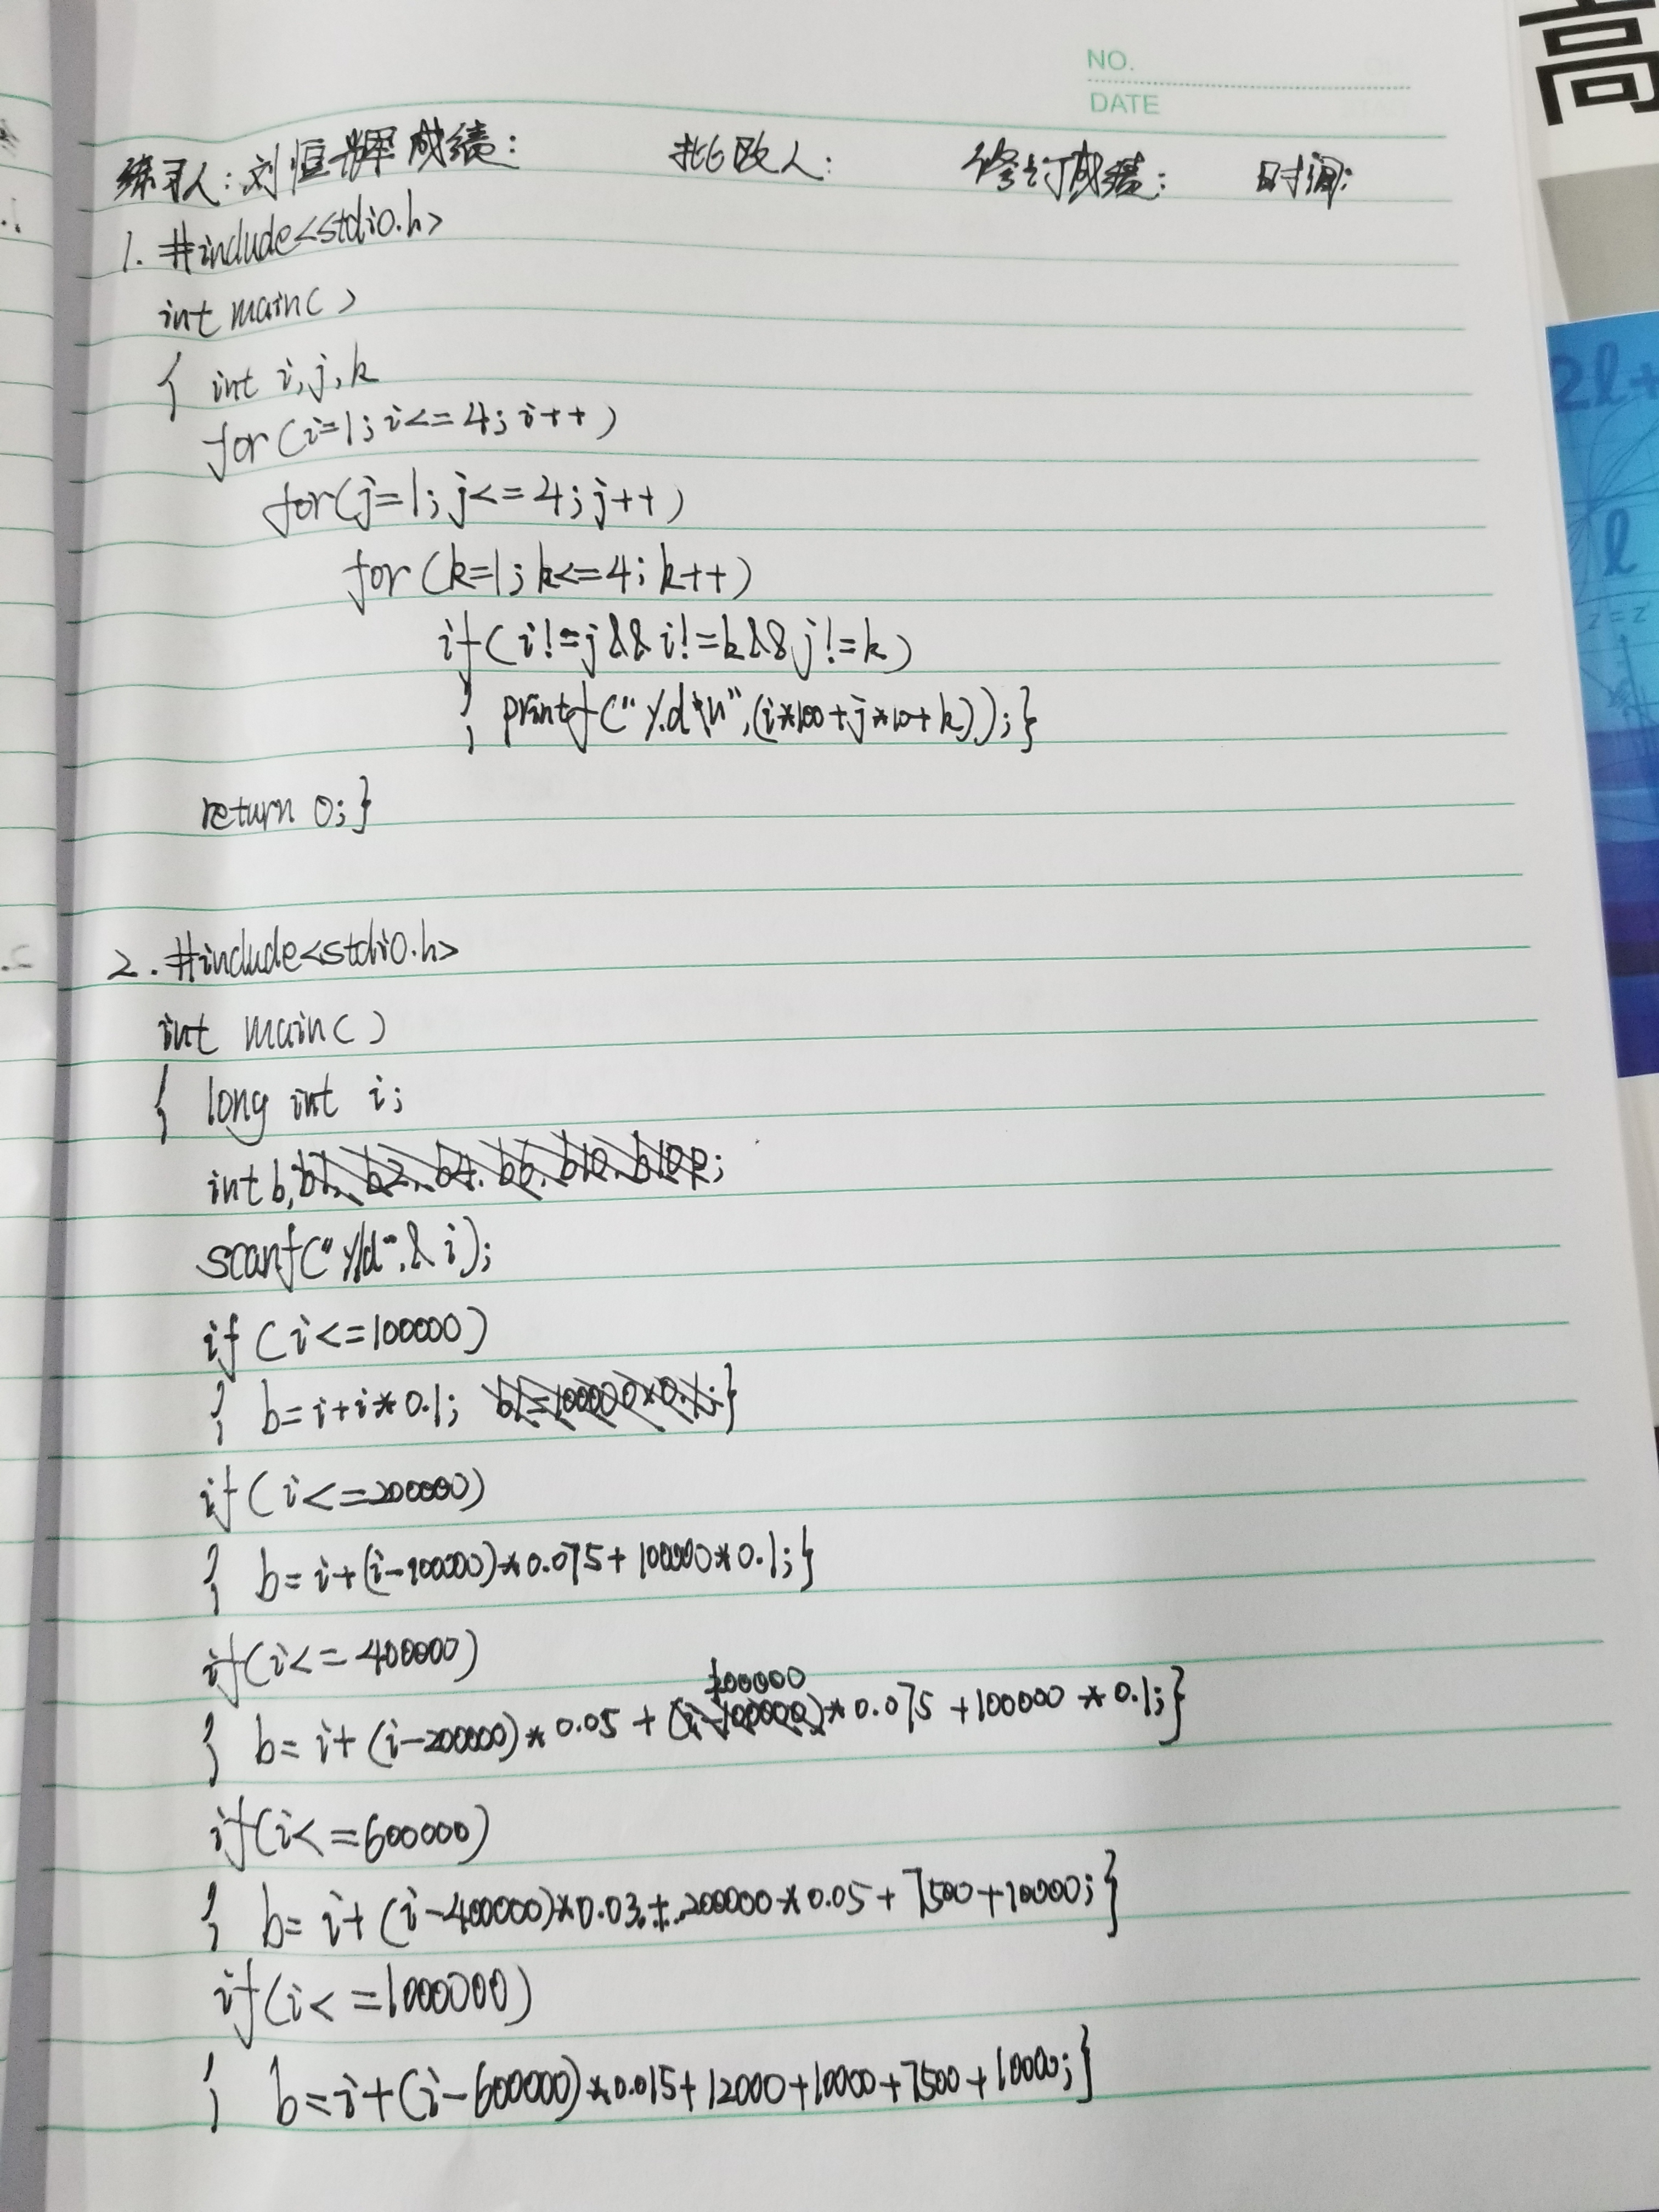 NO.
DATE
练习人:刘恒辉 成绩: 批改人: 修订成绩: 时间:
1. #include<stdio.h>
int main()
{ int i,j,k
for(i=1;i<=4;i++)
for(j=1;j<=4;j++)
for(k=1;k<=4;k++)
if(i!=j&&i!=k&&j!=k)
{ printf("%d\n",(i*100+j*10+k));}
return 0;}
2. #include<stdio.h>
int main()
{ long int i;
int b,b1,b2,b4,b6,b10,
scanf("%ld",&i);
if(i<=100000)
{ b=i+i*0.1; b1=100000*0.1;}
if(i<=200000)
{ b=i+(i-100000)*0.075+100000*0.1;}
if(i<=400000)
100000
{ b=i+(i-200000)*0.05+(i-100000)*0.075+100000*0.1;}
if(i<=600000)
{ b=i+(i-400000)*0.03+200000*0.05+7500+10000;}
if(i<=1000000)
{ b=i+(i-600000)*0.015+12000+10000+7500+10000;}
高
2l+
l
z=z